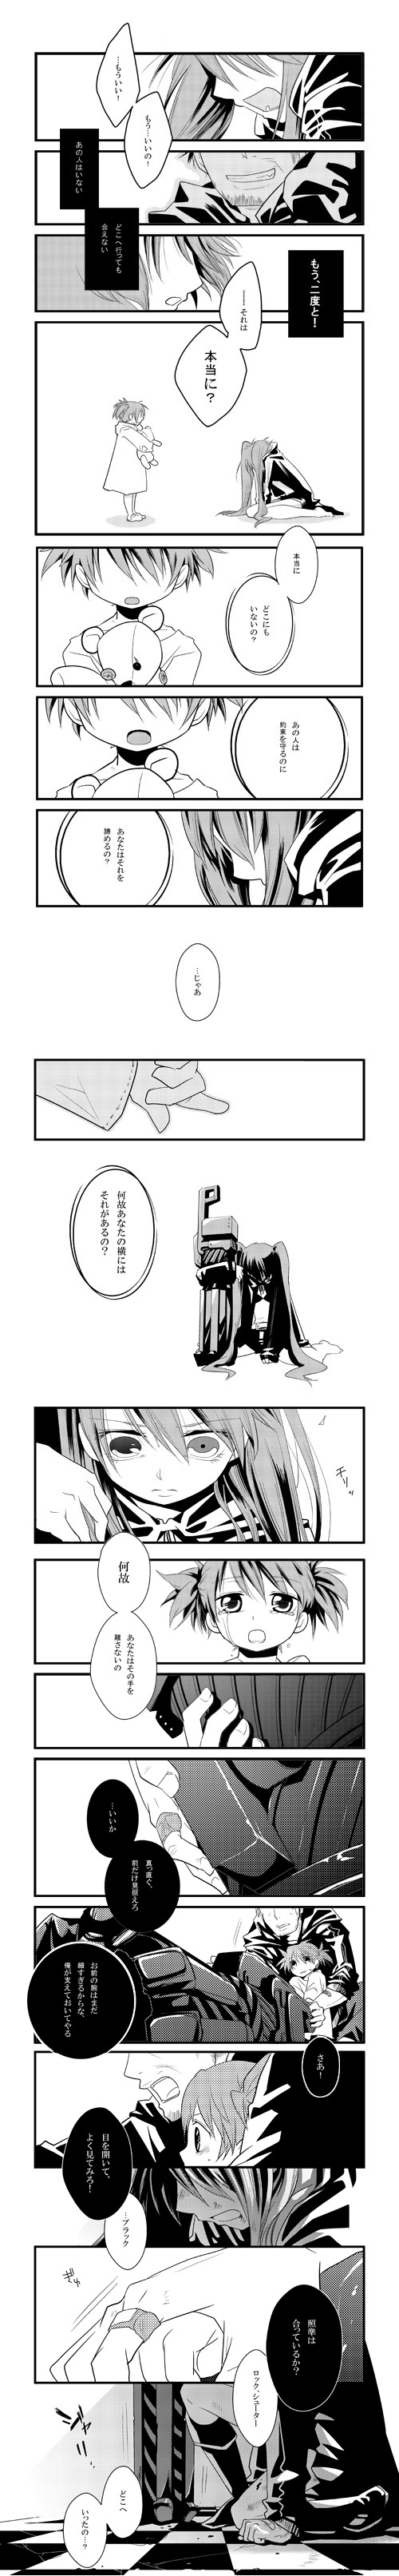 …もういい!
もう…いいの!
あの人はいない
どこへ行っても
会えない
もう、二度と!
――それは
本当に?
本当に
どこにも
いないの?
あの人は
約束を守るのに
あなたはそれを
諦めるの?
…じゃあ
何故あなたの横には
それがあるの?
チリッ
何故
あなたはその手を
離さないの
…いいか
真っ直ぐ、
前だけ見据えろ
お前の腕はまだ
細すぎるからな、
俺が支えておいてやる
さあ!
目を開いて、
よく見てみろ!
…ブラック
ぎゅ
照準は
合っているか?
ロック、シューター
どこへ
いったの…?